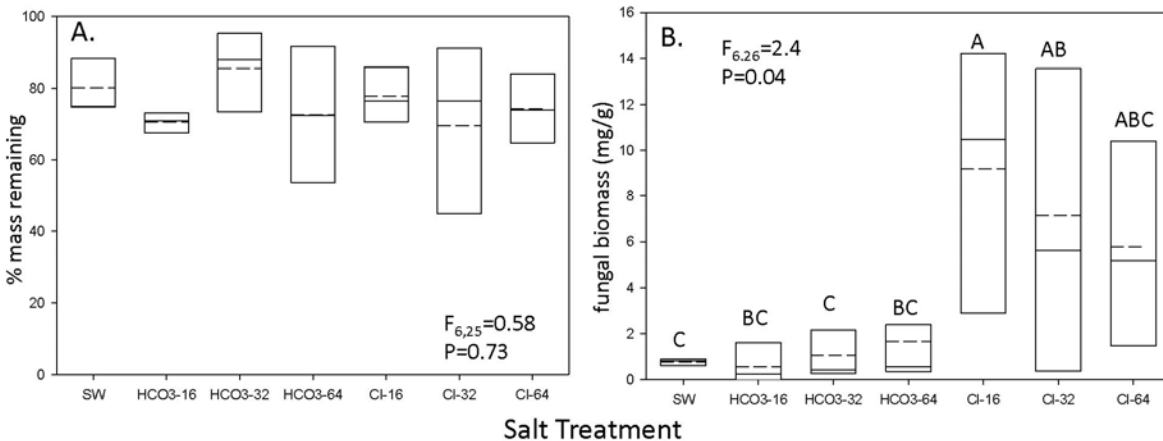 A.
100
80
60
40
20
0
% mass remaining
F6,25=0.58
P=0.73
SW HCO3-16 HCO3-32 HCO3-64 Cl-16 Cl-32 Cl-64
B.
16
14
12
10
8
6
4
2
0
fungal biomass (mg/g)
F6.26=2.4
P=0.04
C BC C BC A AB ABC
SW HCO3-16 HCO3-32 HCO3-64 Cl-16 Cl-32 Cl-64
Salt Treatment